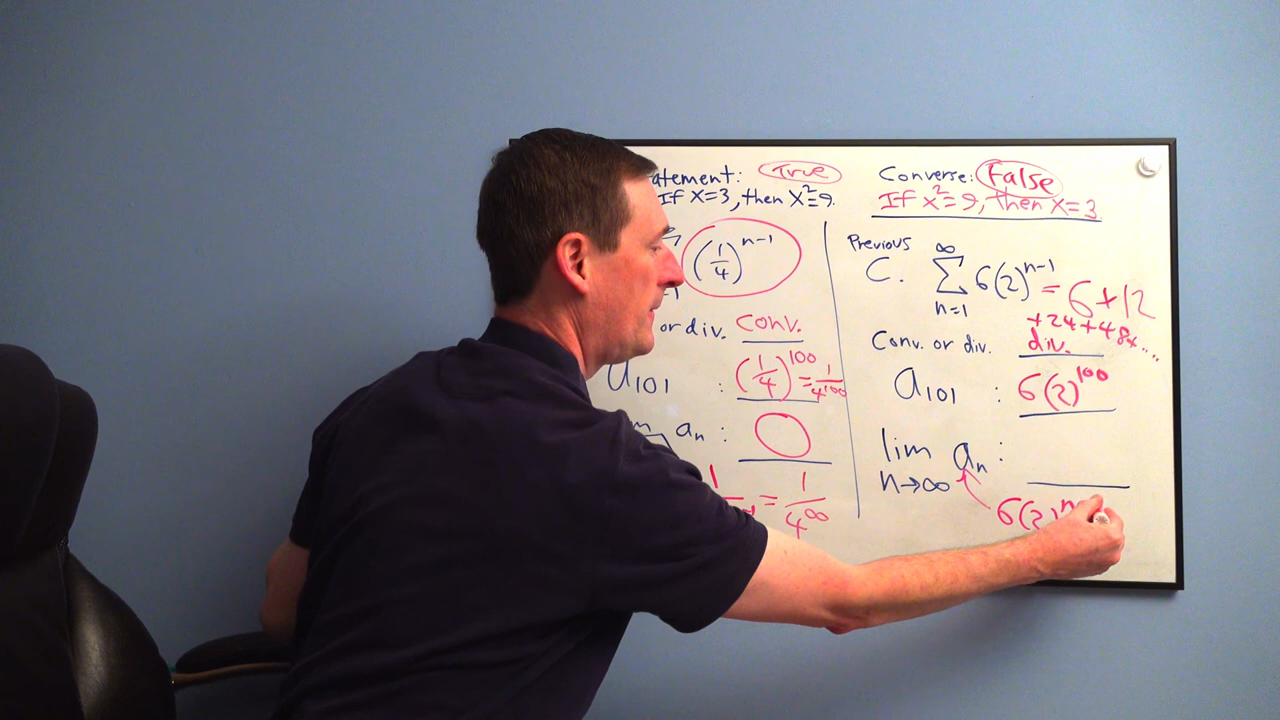 atement: True
If x=3, then x²=9.
(1/4)^(n-1)
or div. Conv.
a₁₀₁ : (1/4)^100 = 1/4^100
aₙ : 0
= 1/4^∞
Converse: False
If x²=9, then x=3.
Previous
C. ∞ Σ n=1 6(2)^(n-1) = 6+12
+24+48+....
Conv. or div. div.
a₁₀₁ : 6(2)^100
lim n→∞ aₙ :
6(2)^n